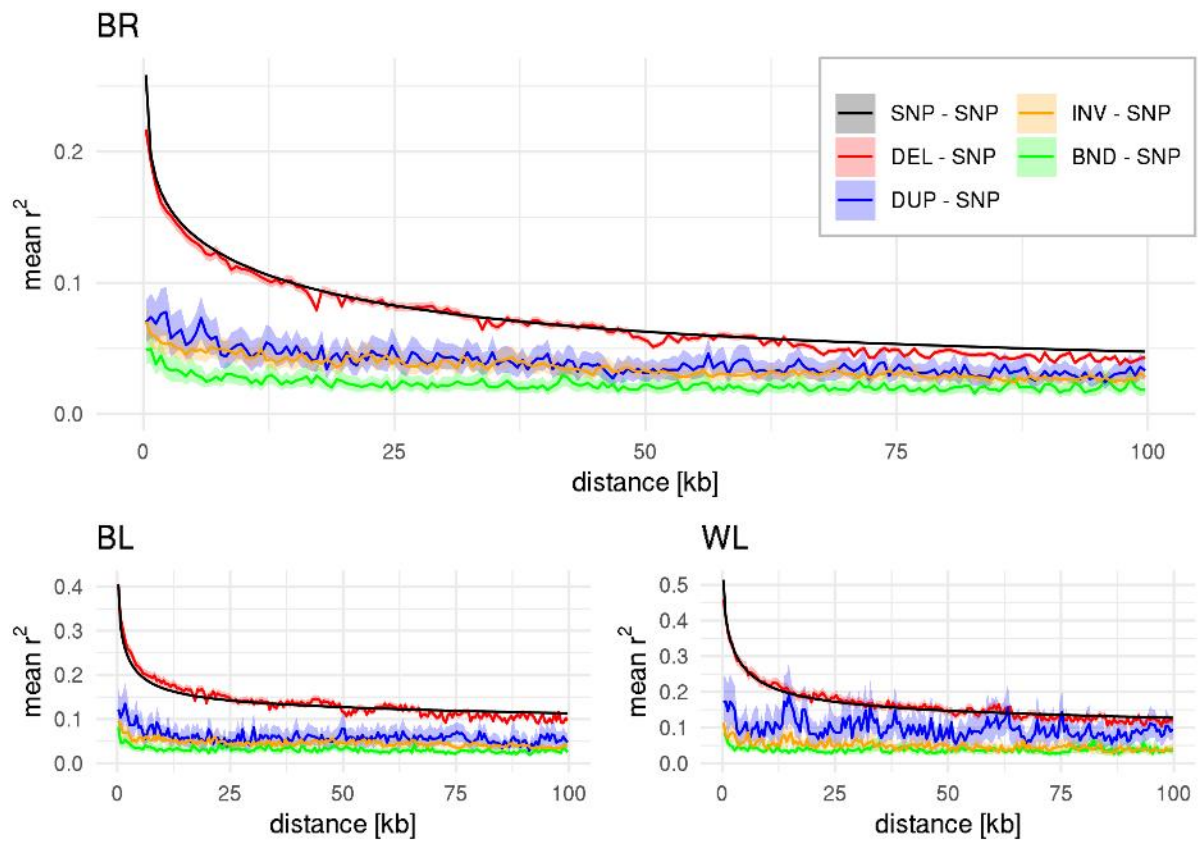 BR
mean r²
0.2
0.1
0.0
SNP - SNP
DEL - SNP
DUP - SNP
INV - SNP
BND - SNP
0 25 50 75 100
distance [kb]
BL
mean r²
0.4
0.3
0.2
0.1
0.0
0 25 50 75 100
distance [kb]
WL
mean r²
0.5
0.4
0.3
0.2
0.1
0.0
0 25 50 75 100
distance [kb]